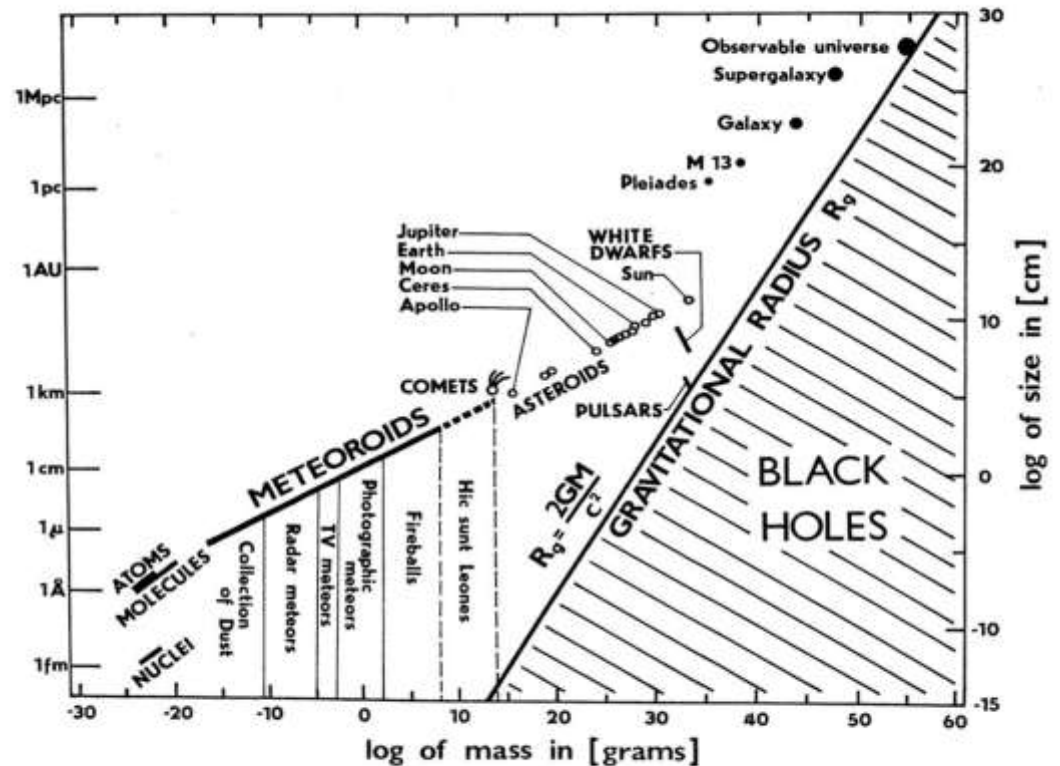 30
Observable universe
Supergalaxy
1Mpc
Galaxy
M 13
20
1pc
Pleiades
Jupiter
Earth
Moon
Ceres
Apollo
WHITE
DWARFS
Sun
1AU
10
COMETS
ASTEROIDS
1km
PULSARS
METEOROIDS
GRAVITATIONAL RADIUS Rg
Rg = 2GM
c²
BLACK
HOLES
1cm
0
log of size in [cm]
1μ
ATOMS
MOLECULES
1Å
NUCLEI
1fm
Collection
of Dust
Radar meteors
TV meteors
Photographic
meteors
Fireballs
Hic sunt Leones
-10
-15
-30 -20 -10 0 10 20 30 40 50 60
log of mass in [grams]